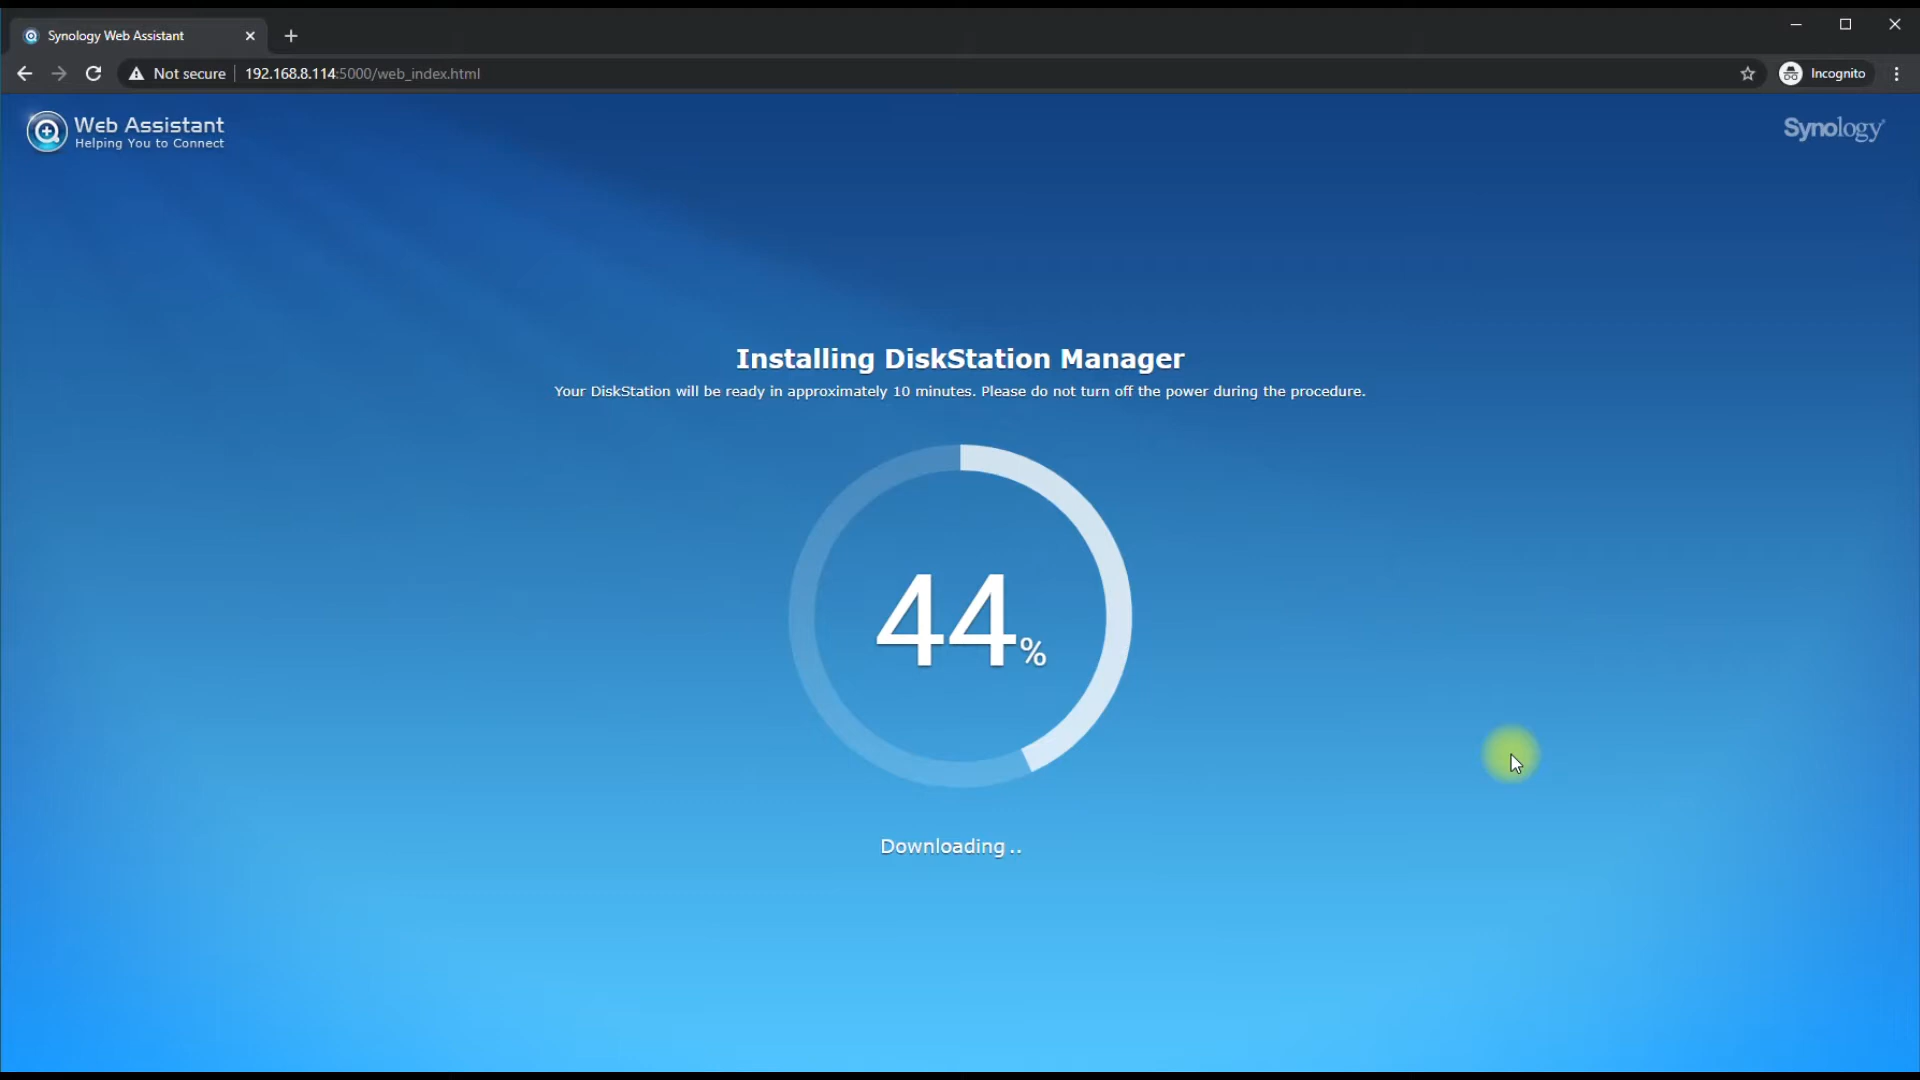 Synology Web Assistant
Not secure
192.168.8.114:5000/web_index.html
Incognito
Web Assistant
Helping You to Connect
Synology
Installing DiskStation Manager
Your DiskStation will be ready in approximately 10 minutes. Please do not turn off the power during the procedure.
44%
Downloading ..